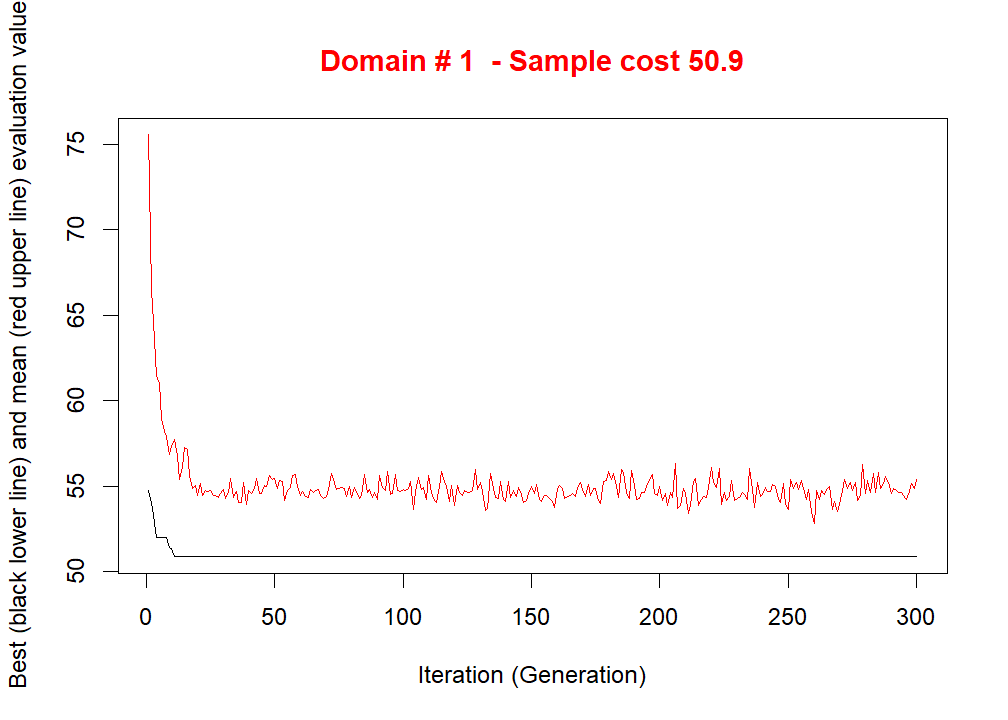 Domain # 1  - Sample cost 50.9
Best (black lower line) and mean (red upper line) evaluation value
75
70
65
60
55
50
0 50 100 150 200 250 300
Iteration (Generation)